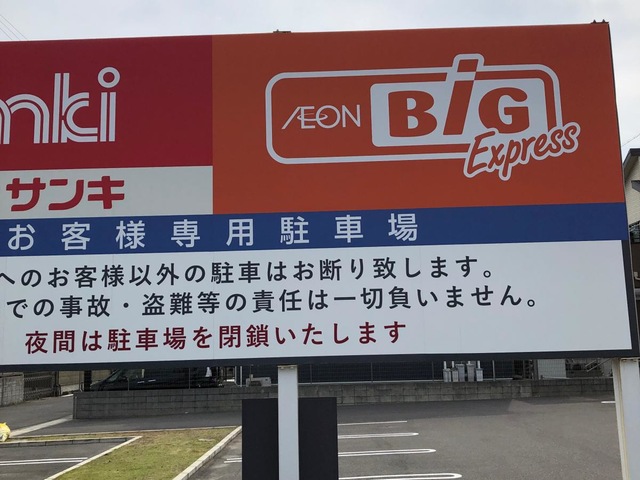 nki
サンキ
ÆON BiG Express
お客様専用駐車場
へのお客様以外の駐車はお断り致します。
での事故・盗難等の責任は一切負いません。
夜間は駐車場を閉鎖いたします